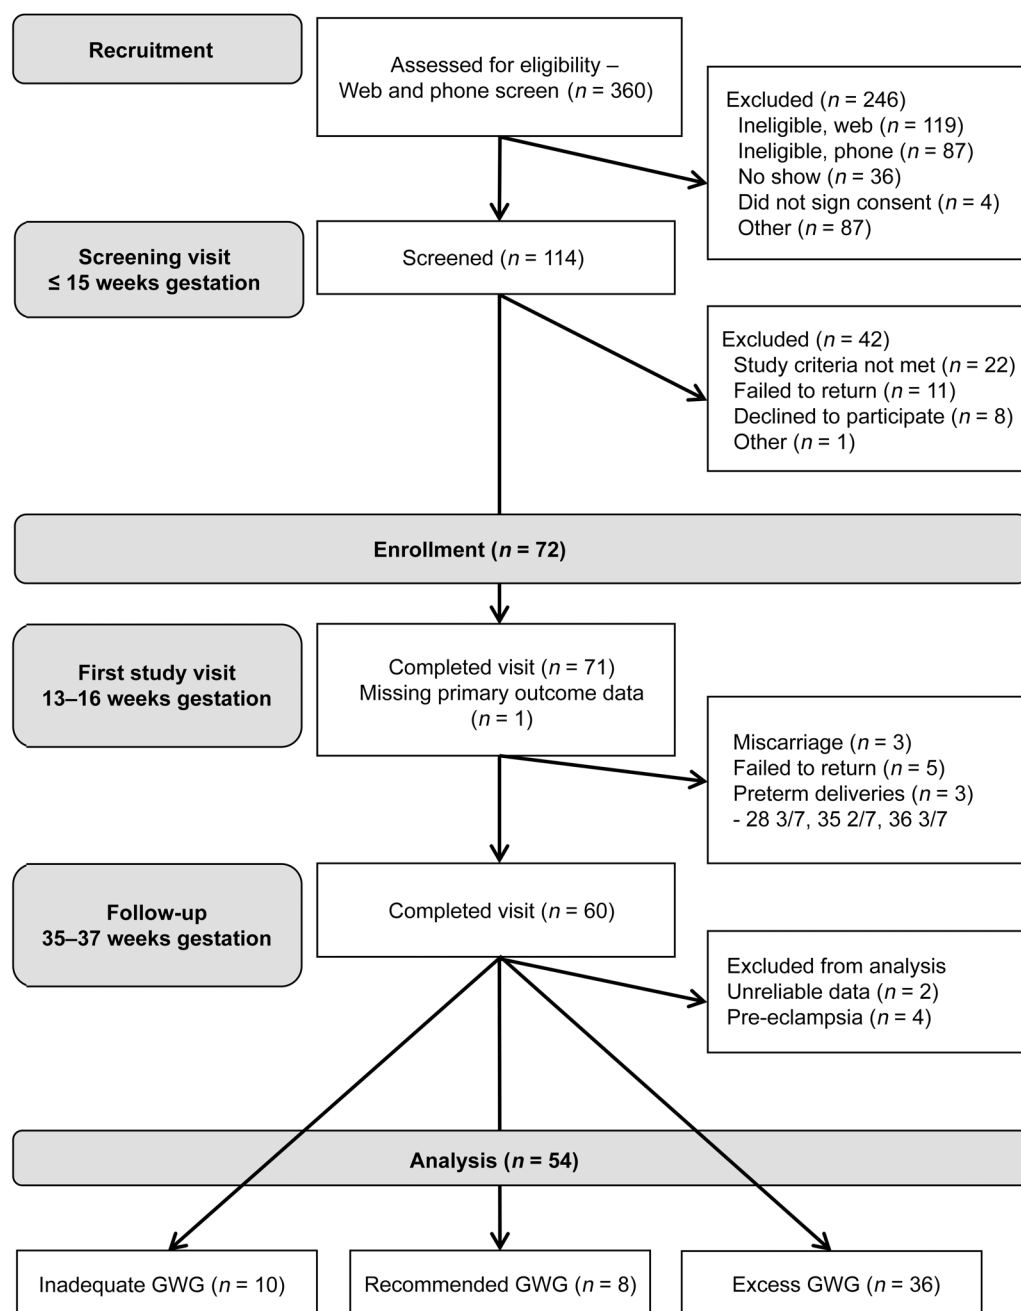 Recruitment
Assessed for eligibility –
Web and phone screen (n = 360)
Excluded (n = 246)
Ineligible, web (n = 119)
Ineligible, phone (n = 87)
No show (n = 36)
Did not sign consent (n = 4)
Other (n = 87)
Screening visit
≤ 15 weeks gestation
Screened (n = 114)
Excluded (n = 42)
Study criteria not met (n = 22)
Failed to return (n = 11)
Declined to participate (n = 8)
Other (n = 1)
Enrollment (n = 72)
First study visit
13–16 weeks gestation
Completed visit (n = 71)
Missing primary outcome data
(n = 1)
Miscarriage (n = 3)
Failed to return (n = 5)
Preterm deliveries (n = 3)
- 28 3/7, 35 2/7, 36 3/7
Follow-up
35–37 weeks gestation
Completed visit (n = 60)
Excluded from analysis
Unreliable data (n = 2)
Pre-eclampsia (n = 4)
Analysis (n = 54)
Inadequate GWG (n = 10)
Recommended GWG (n = 8)
Excess GWG (n = 36)